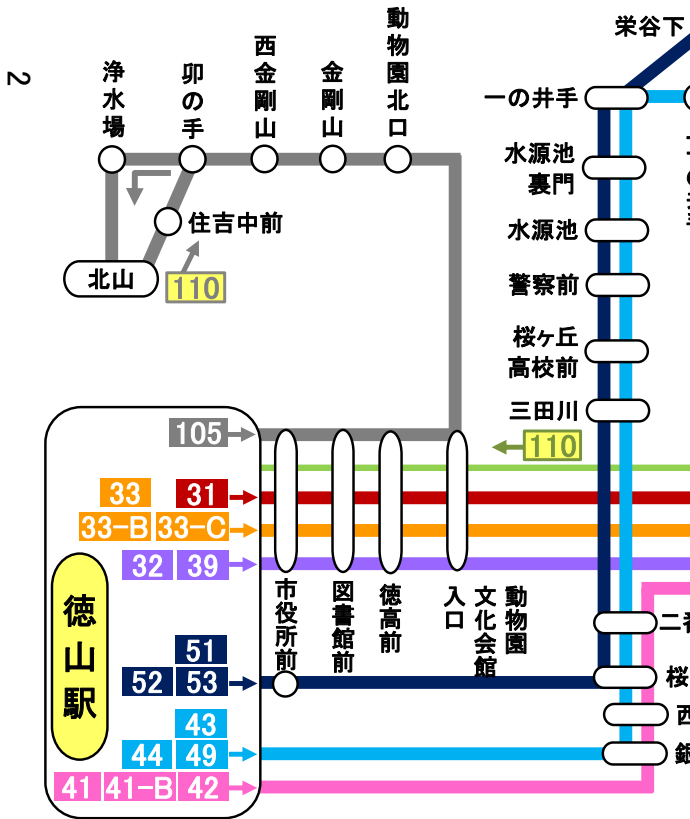 2
浄水場
卯の手
西金剛山
金剛山
動物園北口
栄谷下
一の井手
水源池
裏門
住吉中前
水源池
北山
110
警察前
桜ヶ丘
高校前
三田川
105
110
33
31
33-B
33-C
32
39
徳山駅
市役所前
図書館前
徳高前
動物園
文化会館
入口
51
52
53
43
44
49
41
41-B
42
二
桜
西
銀